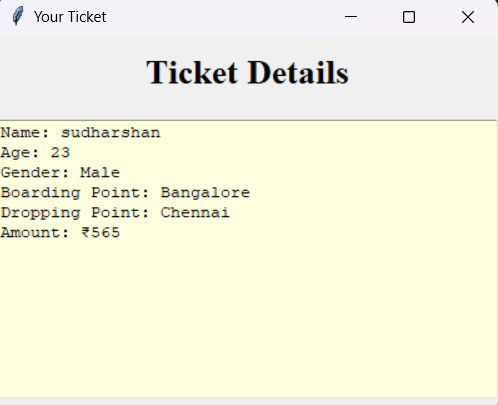 Your Ticket
Ticket Details
Name: sudharshan
Age: 23
Gender: Male
Boarding Point: Bangalore
Dropping Point: Chennai
Amount: ₹565